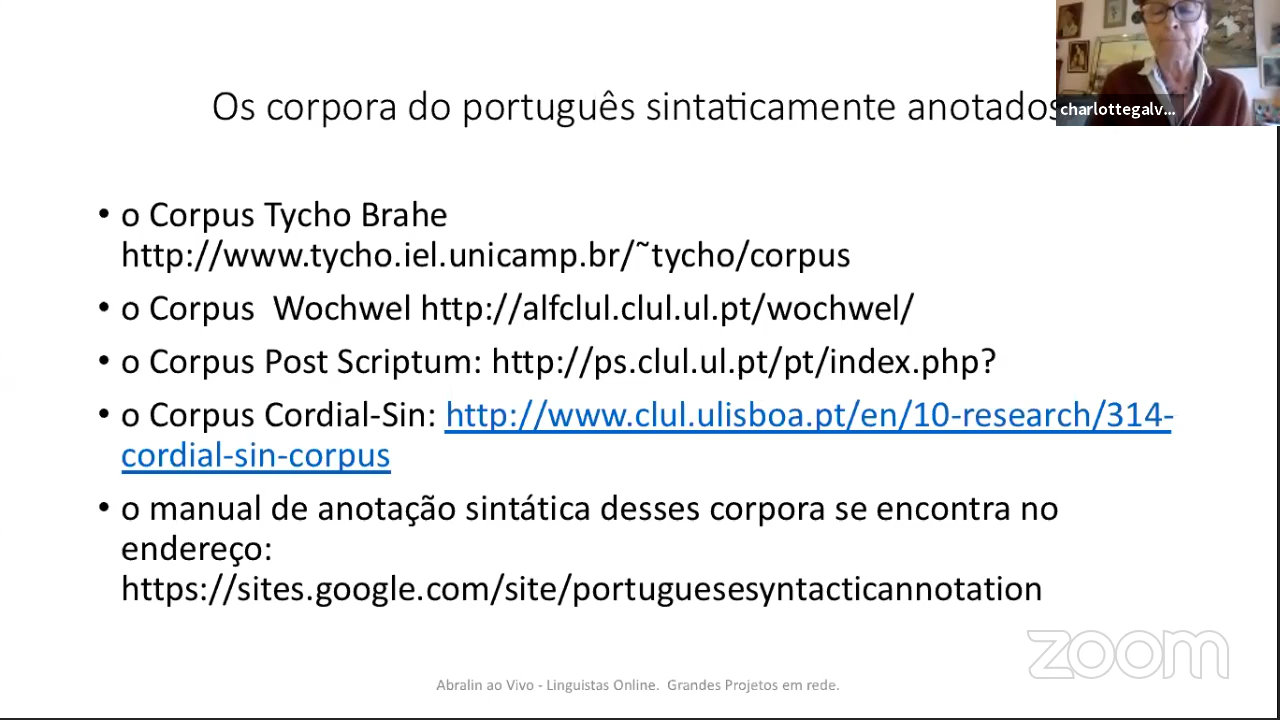 Os corpora do português sintaticamente anotados
charlottegalv...
• o Corpus Tycho Brahe
http://www.tycho.iel.unicamp.br/˜tycho/corpus
• o Corpus  Wochwel http://alfclul.clul.ul.pt/wochwel/
• o Corpus Post Scriptum: http://ps.clul.ul.pt/pt/index.php?
• o Corpus Cordial-Sin: http://www.clul.ulisboa.pt/en/10-research/314-
cordial-sin-corpus
• o manual de anotação sintática desses corpora se encontra no
endereço:
https://sites.google.com/site/portuguesesyntacticannotation
zoom
Abralin ao Vivo - Linguistas Online.  Grandes Projetos em rede.